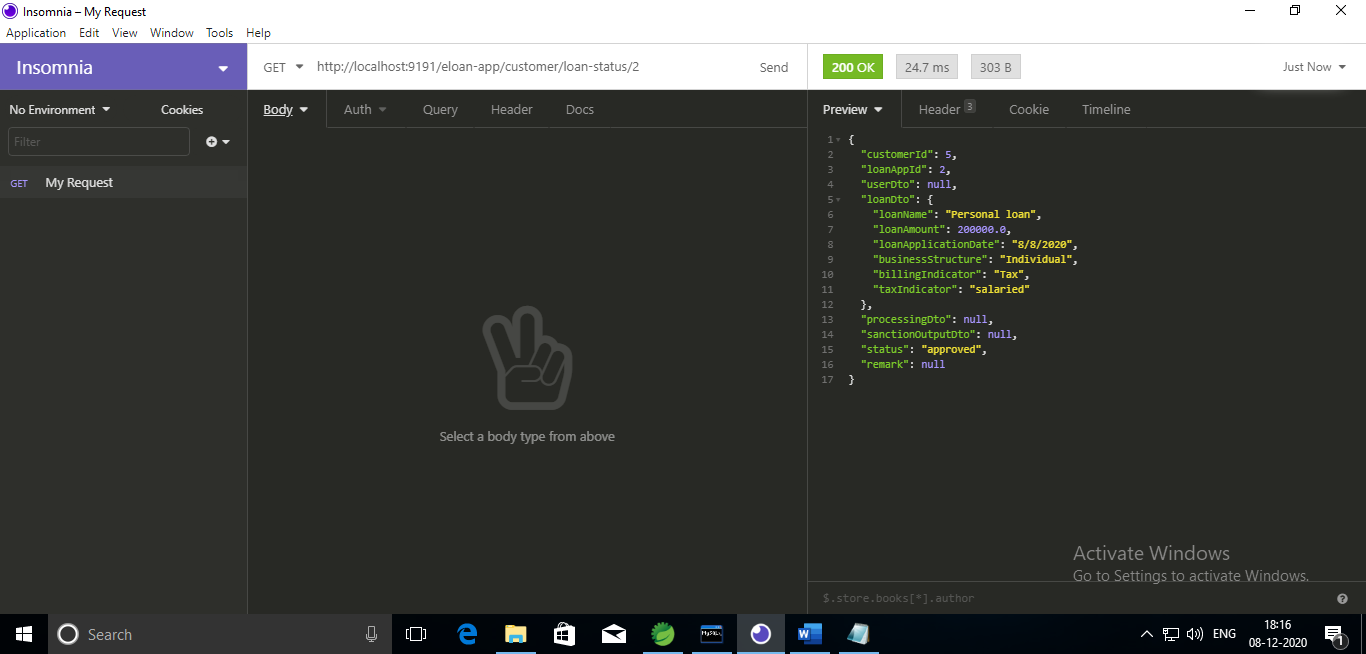 Insomnia – My Request
Application Edit View Window Tools Help
Insomnia
GET http://localhost:9191/eloan-app/customer/loan-status/2 Send
200 OK 24.7 ms 303 B Just Now
No Environment Cookies
Body Auth Query Header Docs
Preview Header 3 Cookie Timeline
Filter
GET My Request
1 {
2 "customerId": 5,
3 "loanAppId": 2,
4 "userDto": null,
5 "loanDto": {
6 "loanName": "Personal loan",
7 "loanAmount": 200000.0,
8 "loanApplicationDate": "8/8/2020",
9 "businessStructure": "Individual",
10 "billingIndicator": "Tax",
11 "taxIndicator": "salaried"
12 },
13 "processingDto": null,
14 "sanctionOutputDto": null,
15 "status": "approved",
16 "remark": null
17 }
Select a body type from above
Activate Windows
Go to Settings to activate Windows.
$.store.books[*].author
Search
MySQL
ENG
18:16
08-12-2020
1